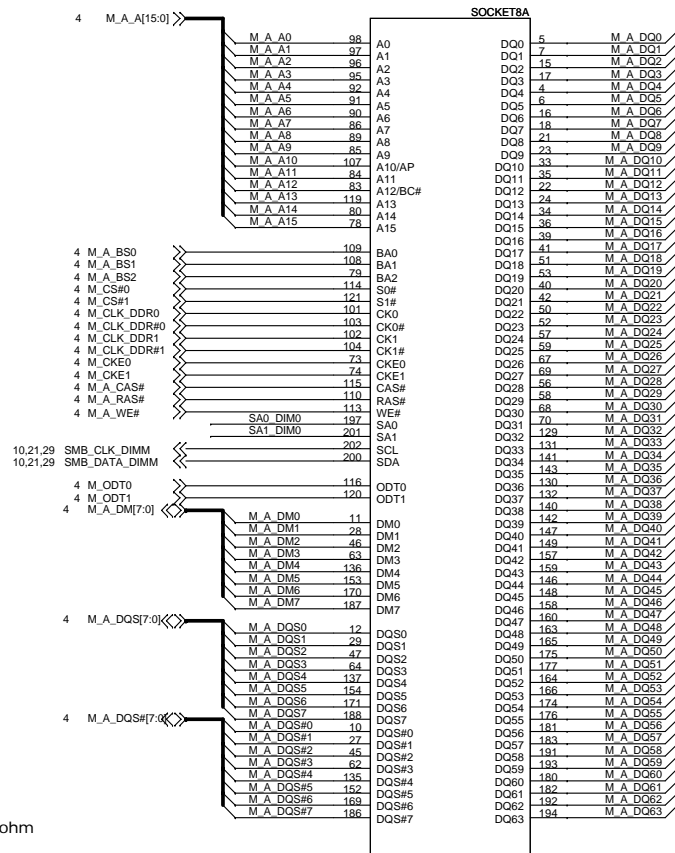 SOCKET8A
4 M_A_A[15:0]
M_A_A0 98 A0
M_A_A1 97 A1
M_A_A2 96 A2
M_A_A3 95 A3
M_A_A4 92 A4
M_A_A5 91 A5
M_A_A6 90 A6
M_A_A7 86 A7
M_A_A8 89 A8
M_A_A9 85 A9
M_A_A10 107 A10/AP
M_A_A11 84 A11
M_A_A12 83 A12/BC#
M_A_A13 119 A13
M_A_A14 80 A14
M_A_A15 78 A15
4 M_A_BS0 109 BA0
4 M_A_BS1 108 BA1
4 M_A_BS2 79 BA2
4 M_CS#0 114 S0#
4 M_CS#1 121 S1#
4 M_CLK_DDR0 101 CK0
4 M_CLK_DDR#0 103 CK0#
4 M_CLK_DDR1 102 CK1
4 M_CLK_DDR#1 104 CK1#
4 M_CKE0 73 CKE0
4 M_CKE1 74 CKE1
4 M_A_CAS# 115 CAS#
4 M_A_RAS# 110 RAS#
4 M_A_WE# 113 WE#
SA0_DIM0 197 SA0
SA1_DIM0 201 SA1
10,21,29 SMB_CLK_DIMM 202 SCL
10,21,29 SMB_DATA_DIMM 200 SDA
4 M_ODT0 116 ODT0
4 M_ODT1 120 ODT1
4 M_A_DM[7:0]
M_A_DM0 11 DM0
M_A_DM1 28 DM1
M_A_DM2 46 DM2
M_A_DM3 63 DM3
M_A_DM4 136 DM4
M_A_DM5 153 DM5
M_A_DM6 170 DM6
M_A_DM7 187 DM7
4 M_A_DQS[7:0]
M_A_DQS0 12 DQS0
M_A_DQS1 29 DQS1
M_A_DQS2 47 DQS2
M_A_DQS3 64 DQS3
M_A_DQS4 137 DQS4
M_A_DQS5 154 DQS5
M_A_DQS6 171 DQS6
M_A_DQS7 188 DQS7
4 M_A_DQS#[7:0]
M_A_DQS#0 10 DQS#0
M_A_DQS#1 27 DQS#1
M_A_DQS#2 45 DQS#2
M_A_DQS#3 62 DQS#3
M_A_DQS#4 135 DQS#4
M_A_DQS#5 152 DQS#5
M_A_DQS#6 169 DQS#6
M_A_DQS#7 186 DQS#7
DQ0 5 M_A_DQ0
DQ1 7 M_A_DQ1
DQ2 15 M_A_DQ2
DQ3 17 M_A_DQ3
DQ4 4 M_A_DQ4
DQ5 6 M_A_DQ5
DQ6 16 M_A_DQ6
DQ7 18 M_A_DQ7
DQ8 21 M_A_DQ8
DQ9 23 M_A_DQ9
DQ10 33 M_A_DQ10
DQ11 35 M_A_DQ11
DQ12 22 M_A_DQ12
DQ13 24 M_A_DQ13
DQ14 34 M_A_DQ14
DQ15 36 M_A_DQ15
DQ16 39 M_A_DQ16
DQ17 41 M_A_DQ17
DQ18 51 M_A_DQ18
DQ19 53 M_A_DQ19
DQ20 40 M_A_DQ20
DQ21 42 M_A_DQ21
DQ22 50 M_A_DQ22
DQ23 52 M_A_DQ23
DQ24 57 M_A_DQ24
DQ25 59 M_A_DQ25
DQ26 67 M_A_DQ26
DQ27 69 M_A_DQ27
DQ28 56 M_A_DQ28
DQ29 58 M_A_DQ29
DQ30 68 M_A_DQ30
DQ31 70 M_A_DQ31
DQ32 129 M_A_DQ32
DQ33 131 M_A_DQ33
DQ34 141 M_A_DQ34
DQ35 143 M_A_DQ35
DQ36 130 M_A_DQ36
DQ37 132 M_A_DQ37
DQ38 140 M_A_DQ38
DQ39 142 M_A_DQ39
DQ40 147 M_A_DQ40
DQ41 149 M_A_DQ41
DQ42 157 M_A_DQ42
DQ43 159 M_A_DQ43
DQ44 146 M_A_DQ44
DQ45 148 M_A_DQ45
DQ46 158 M_A_DQ46
DQ47 160 M_A_DQ47
DQ48 163 M_A_DQ48
DQ49 165 M_A_DQ49
DQ50 175 M_A_DQ50
DQ51 177 M_A_DQ51
DQ52 164 M_A_DQ52
DQ53 166 M_A_DQ53
DQ54 174 M_A_DQ54
DQ55 176 M_A_DQ55
DQ56 181 M_A_DQ56
DQ57 183 M_A_DQ57
DQ58 191 M_A_DQ58
DQ59 193 M_A_DQ59
DQ60 180 M_A_DQ60
DQ61 182 M_A_DQ61
DQ62 192 M_A_DQ62
DQ63 194 M_A_DQ63
ohm